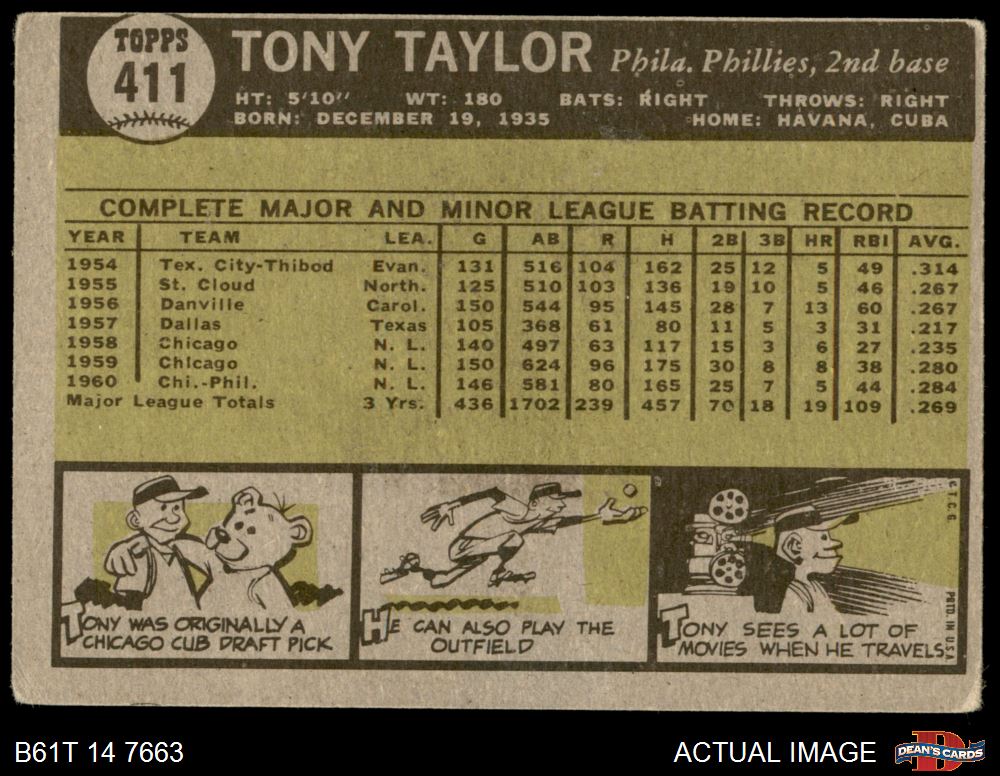 TOPPS
411
TONY TAYLOR Phila. Phillies, 2nd base
HT: 5'10" WT: 180 BATS: RIGHT THROWS: RIGHT
BORN: DECEMBER 19, 1935 HOME: HAVANA, CUBA
COMPLETE MAJOR AND MINOR LEAGUE BATTING RECORD
YEAR TEAM LEA. G AB R H 2B 3B HR RBI AVG.
1954 Tex. City-Thibod Evan. 131 516 104 162 25 12 5 49 .314
1955 St. Cloud North. 125 510 103 136 19 10 5 46 .267
1956 Danville Carol. 150 544 95 145 28 7 13 60 .267
1957 Dallas Texas 105 368 61 80 11 5 3 31 .217
1958 Chicago N. L. 140 497 63 117 15 3 6 27 .235
1959 Chicago N. L. 150 624 96 175 30 8 8 38 .280
1960 Chi.-Phil. N. L. 146 581 80 165 25 7 5 44 .284
Major League Totals 3 Yrs. 436 1702 239 457 70 18 19 109 .269
TONY WAS ORIGINALLY A
CHICAGO CUB DRAFT PICK
HE CAN ALSO PLAY THE
OUTFIELD
TONY SEES A LOT OF
MOVIES WHEN HE TRAVELS.
©T.C.G.
PRTD. IN U.S.A.
B61T 14 7663
ACTUAL IMAGE
DEAN'S CARDS